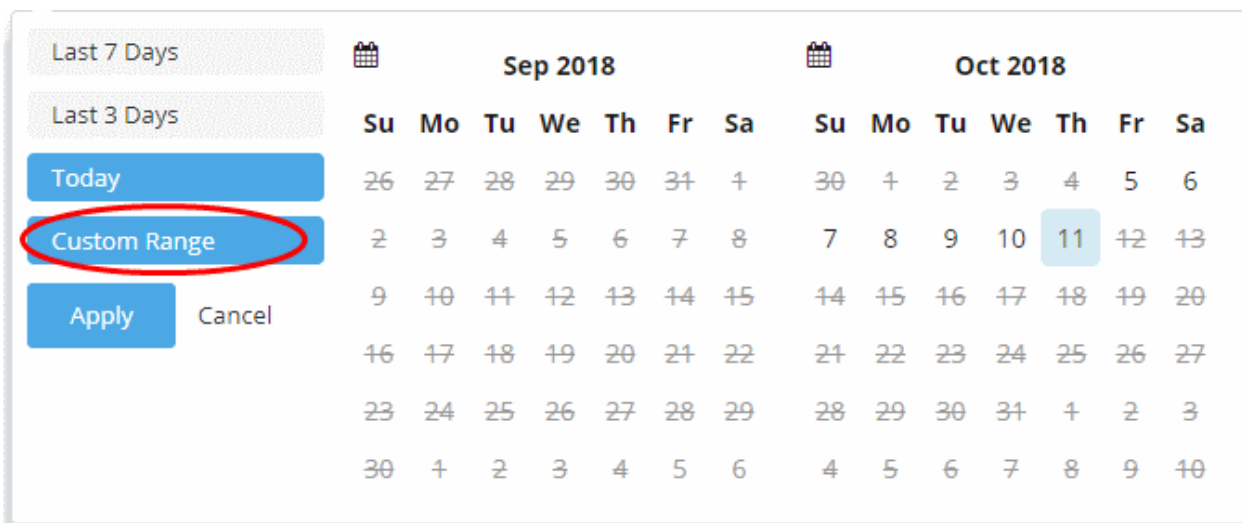 Last 7 Days
Last 3 Days
Today
Custom Range
Apply Cancel
Sep 2018
Su Mo Tu We Th Fr Sa
26 27 28 29 30 31 1
2 3 4 5 6 7 8
9 10 11 12 13 14 15
16 17 18 19 20 21 22
23 24 25 26 27 28 29
30 1 2 3 4 5 6
Oct 2018
Su Mo Tu We Th Fr Sa
30 1 2 3 4 5 6
7 8 9 10 11 12 13
14 15 16 17 18 19 20
21 22 23 24 25 26 27
28 29 30 31 1 2 3
4 5 6 7 8 9 10